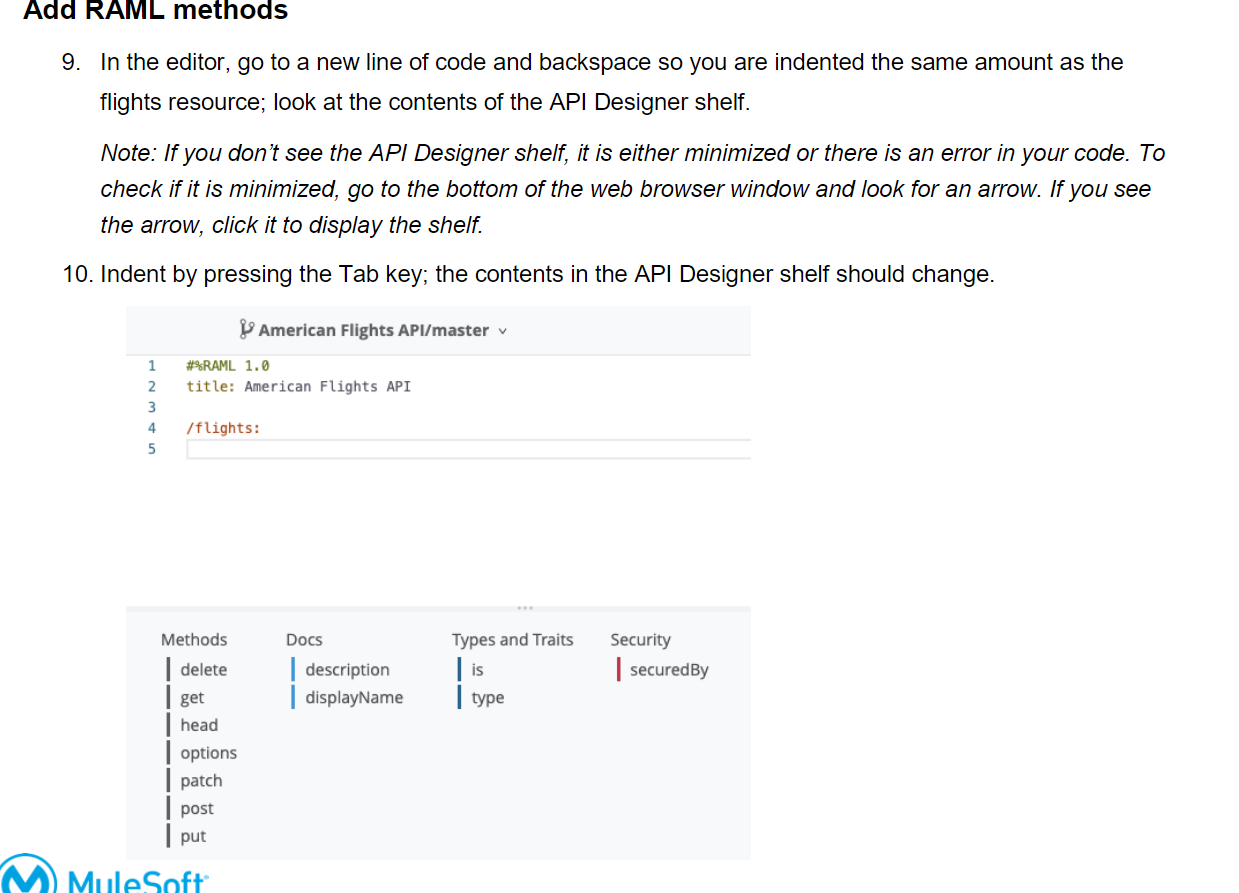 Add RAML methods
9. In the editor, go to a new line of code and backspace so you are indented the same amount as the
flights resource; look at the contents of the API Designer shelf.
Note: If you don’t see the API Designer shelf, it is either minimized or there is an error in your code. To
check if it is minimized, go to the bottom of the web browser window and look for an arrow. If you see
the arrow, click it to display the shelf.
10. Indent by pressing the Tab key; the contents in the API Designer shelf should change.
American Flights API/master
1 #%RAML 1.0
2 title: American Flights API
3
4 /flights:
5
Methods Docs Types and Traits Security
delete description is securedBy
get displayName type
head
options
patch
post
put
MuleSoft